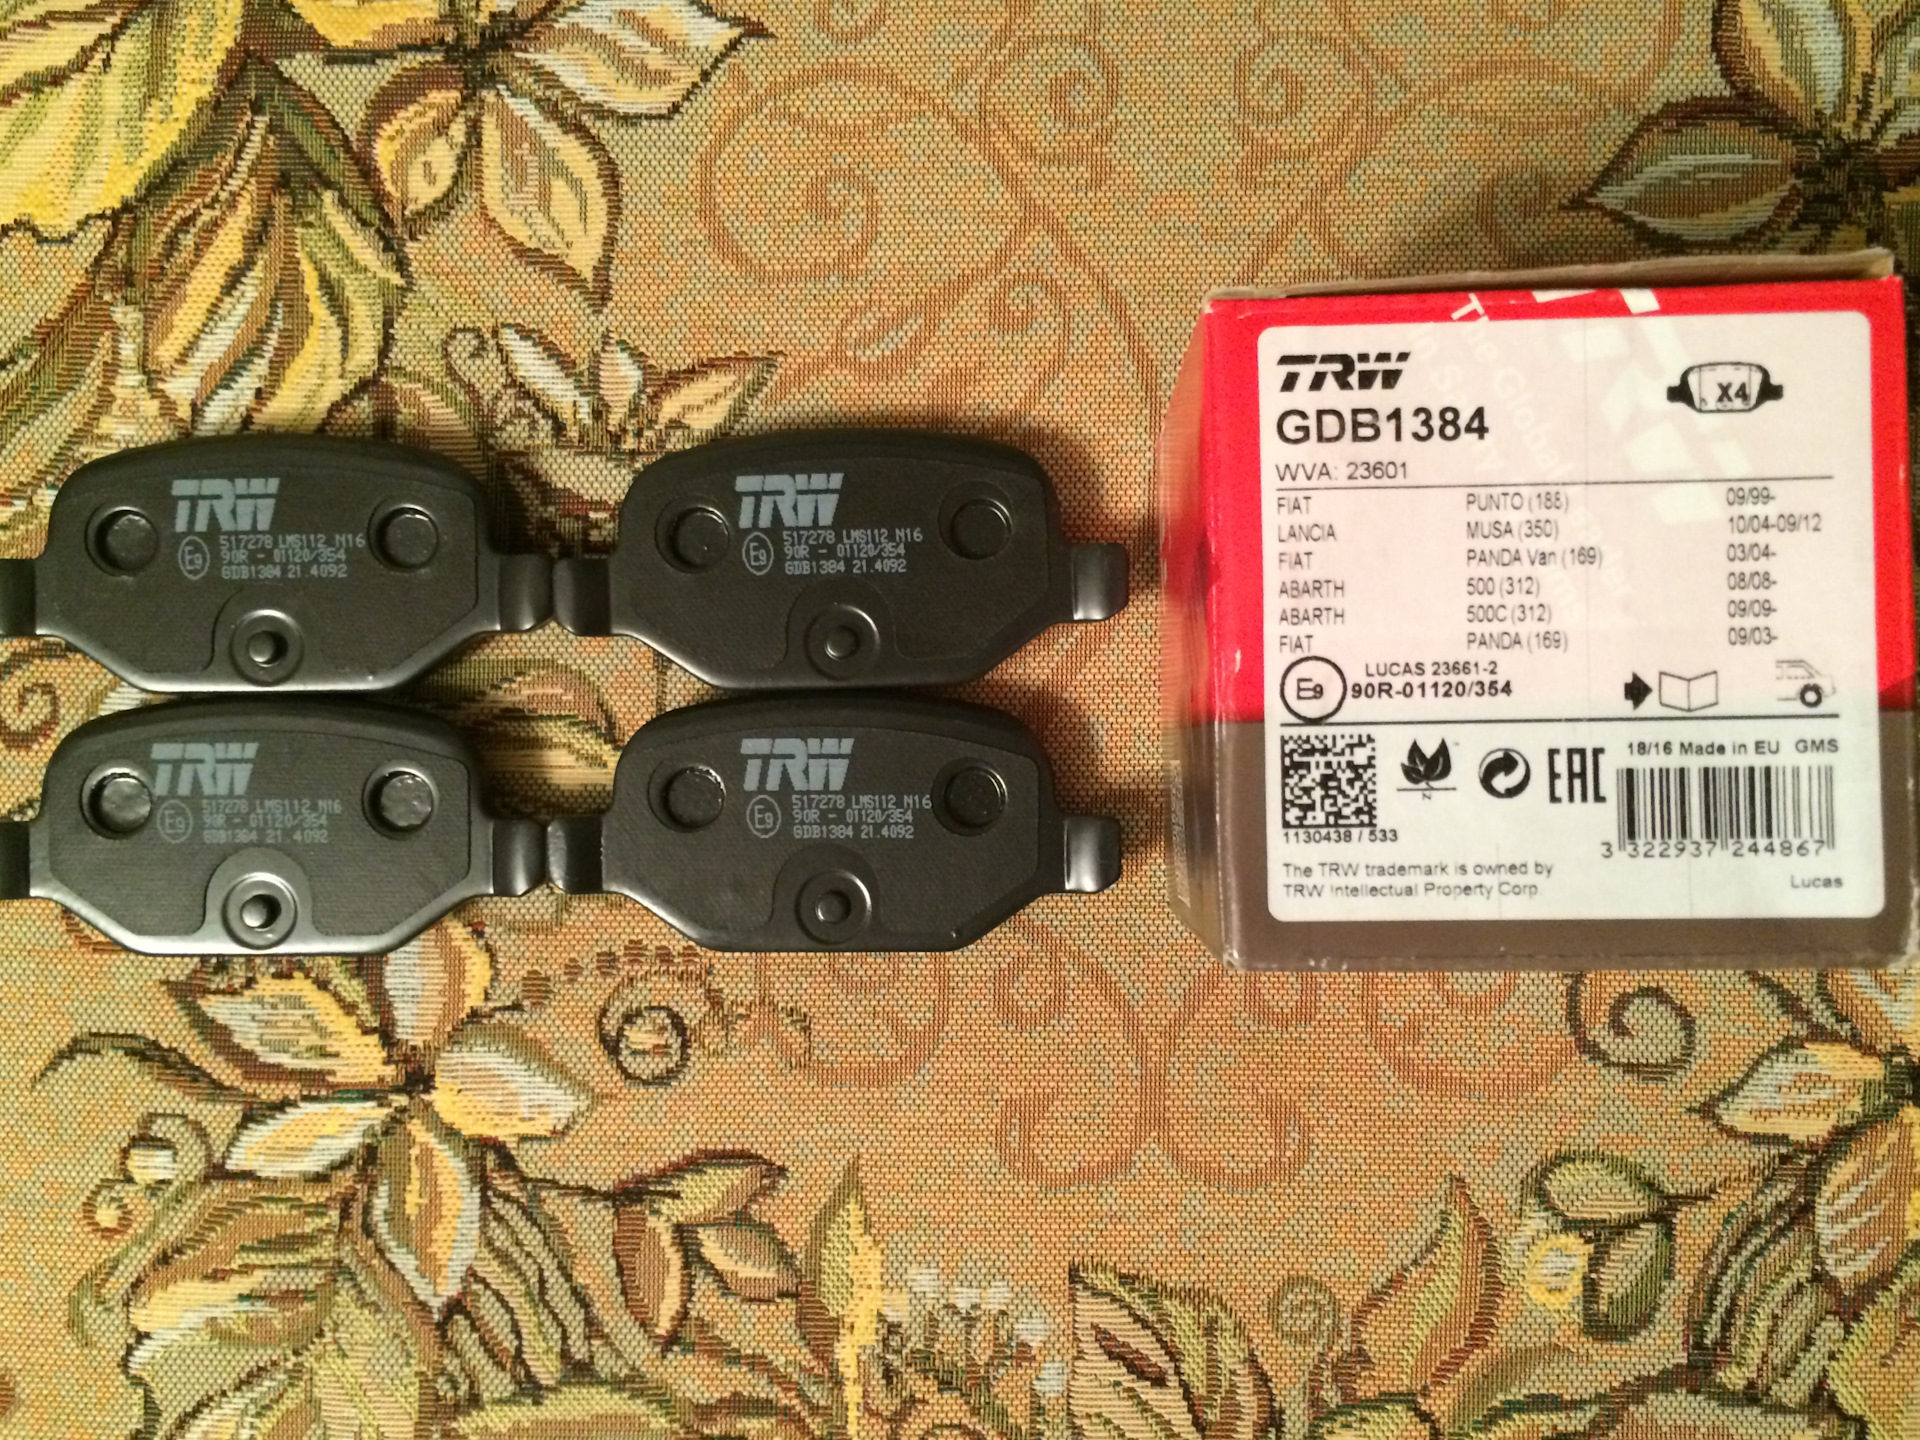 TRW
517278 LMS112 N16
E9 90R - 01120/354
GDB1384 21.4092
TRW
517278 LMS112 N16
E9 90R - 01120/354
GDB1384 21.4092
TRW
517278 LMS112 N16
E9 90R - 01120/354
GDB1384 21.4092
TRW
517278 LMS112 N16
E9 90R - 01120/354
GDB1384 21.4092
The Global
TRW
X4
GDB1384
WVA: 23601
FIAT PUNTO (188) 09/99-
LANCIA MUSA (350) 10/04-09/12
FIAT PANDA Van (169) 03/04-
ABARTH 500 (312) 08/08-
ABARTH 500C (312) 09/09-
FIAT PANDA (169) 09/03-
LUCAS 23661-2
E9 90R-01120/354
18/16 Made in EU GMS
EAC
1130438 / 533
3 322937 244867
The TRW trademark is owned by
TRW Intellectual Property Corp.
Lucas